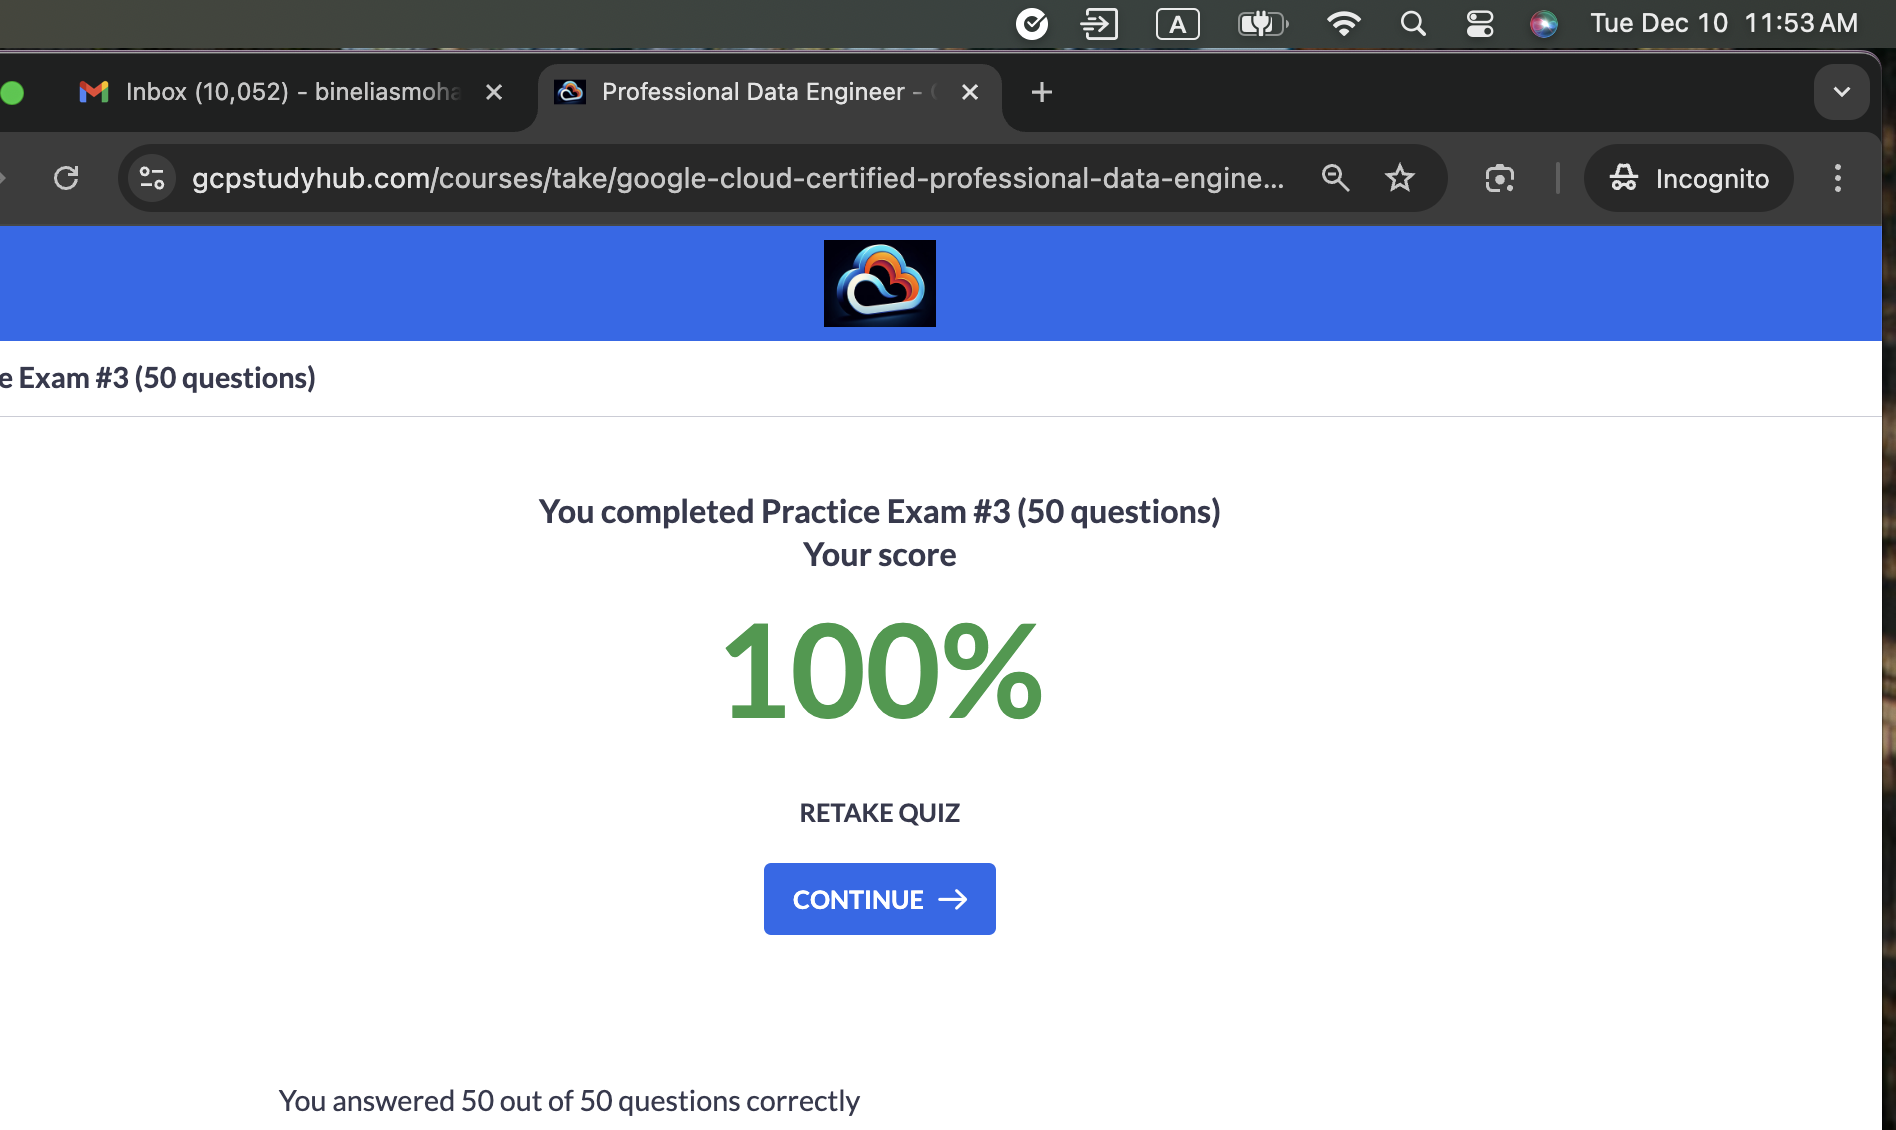 A
Tue Dec 10 11:53 AM
Inbox (10,052) - bineliasmoha
Professional Data Engineer -
gcpstudyhub.com/courses/take/google-cloud-certified-professional-data-engine...
Incognito
e Exam #3 (50 questions)
You completed Practice Exam #3 (50 questions)
Your score
100%
RETAKE QUIZ
CONTINUE →
You answered 50 out of 50 questions correctly